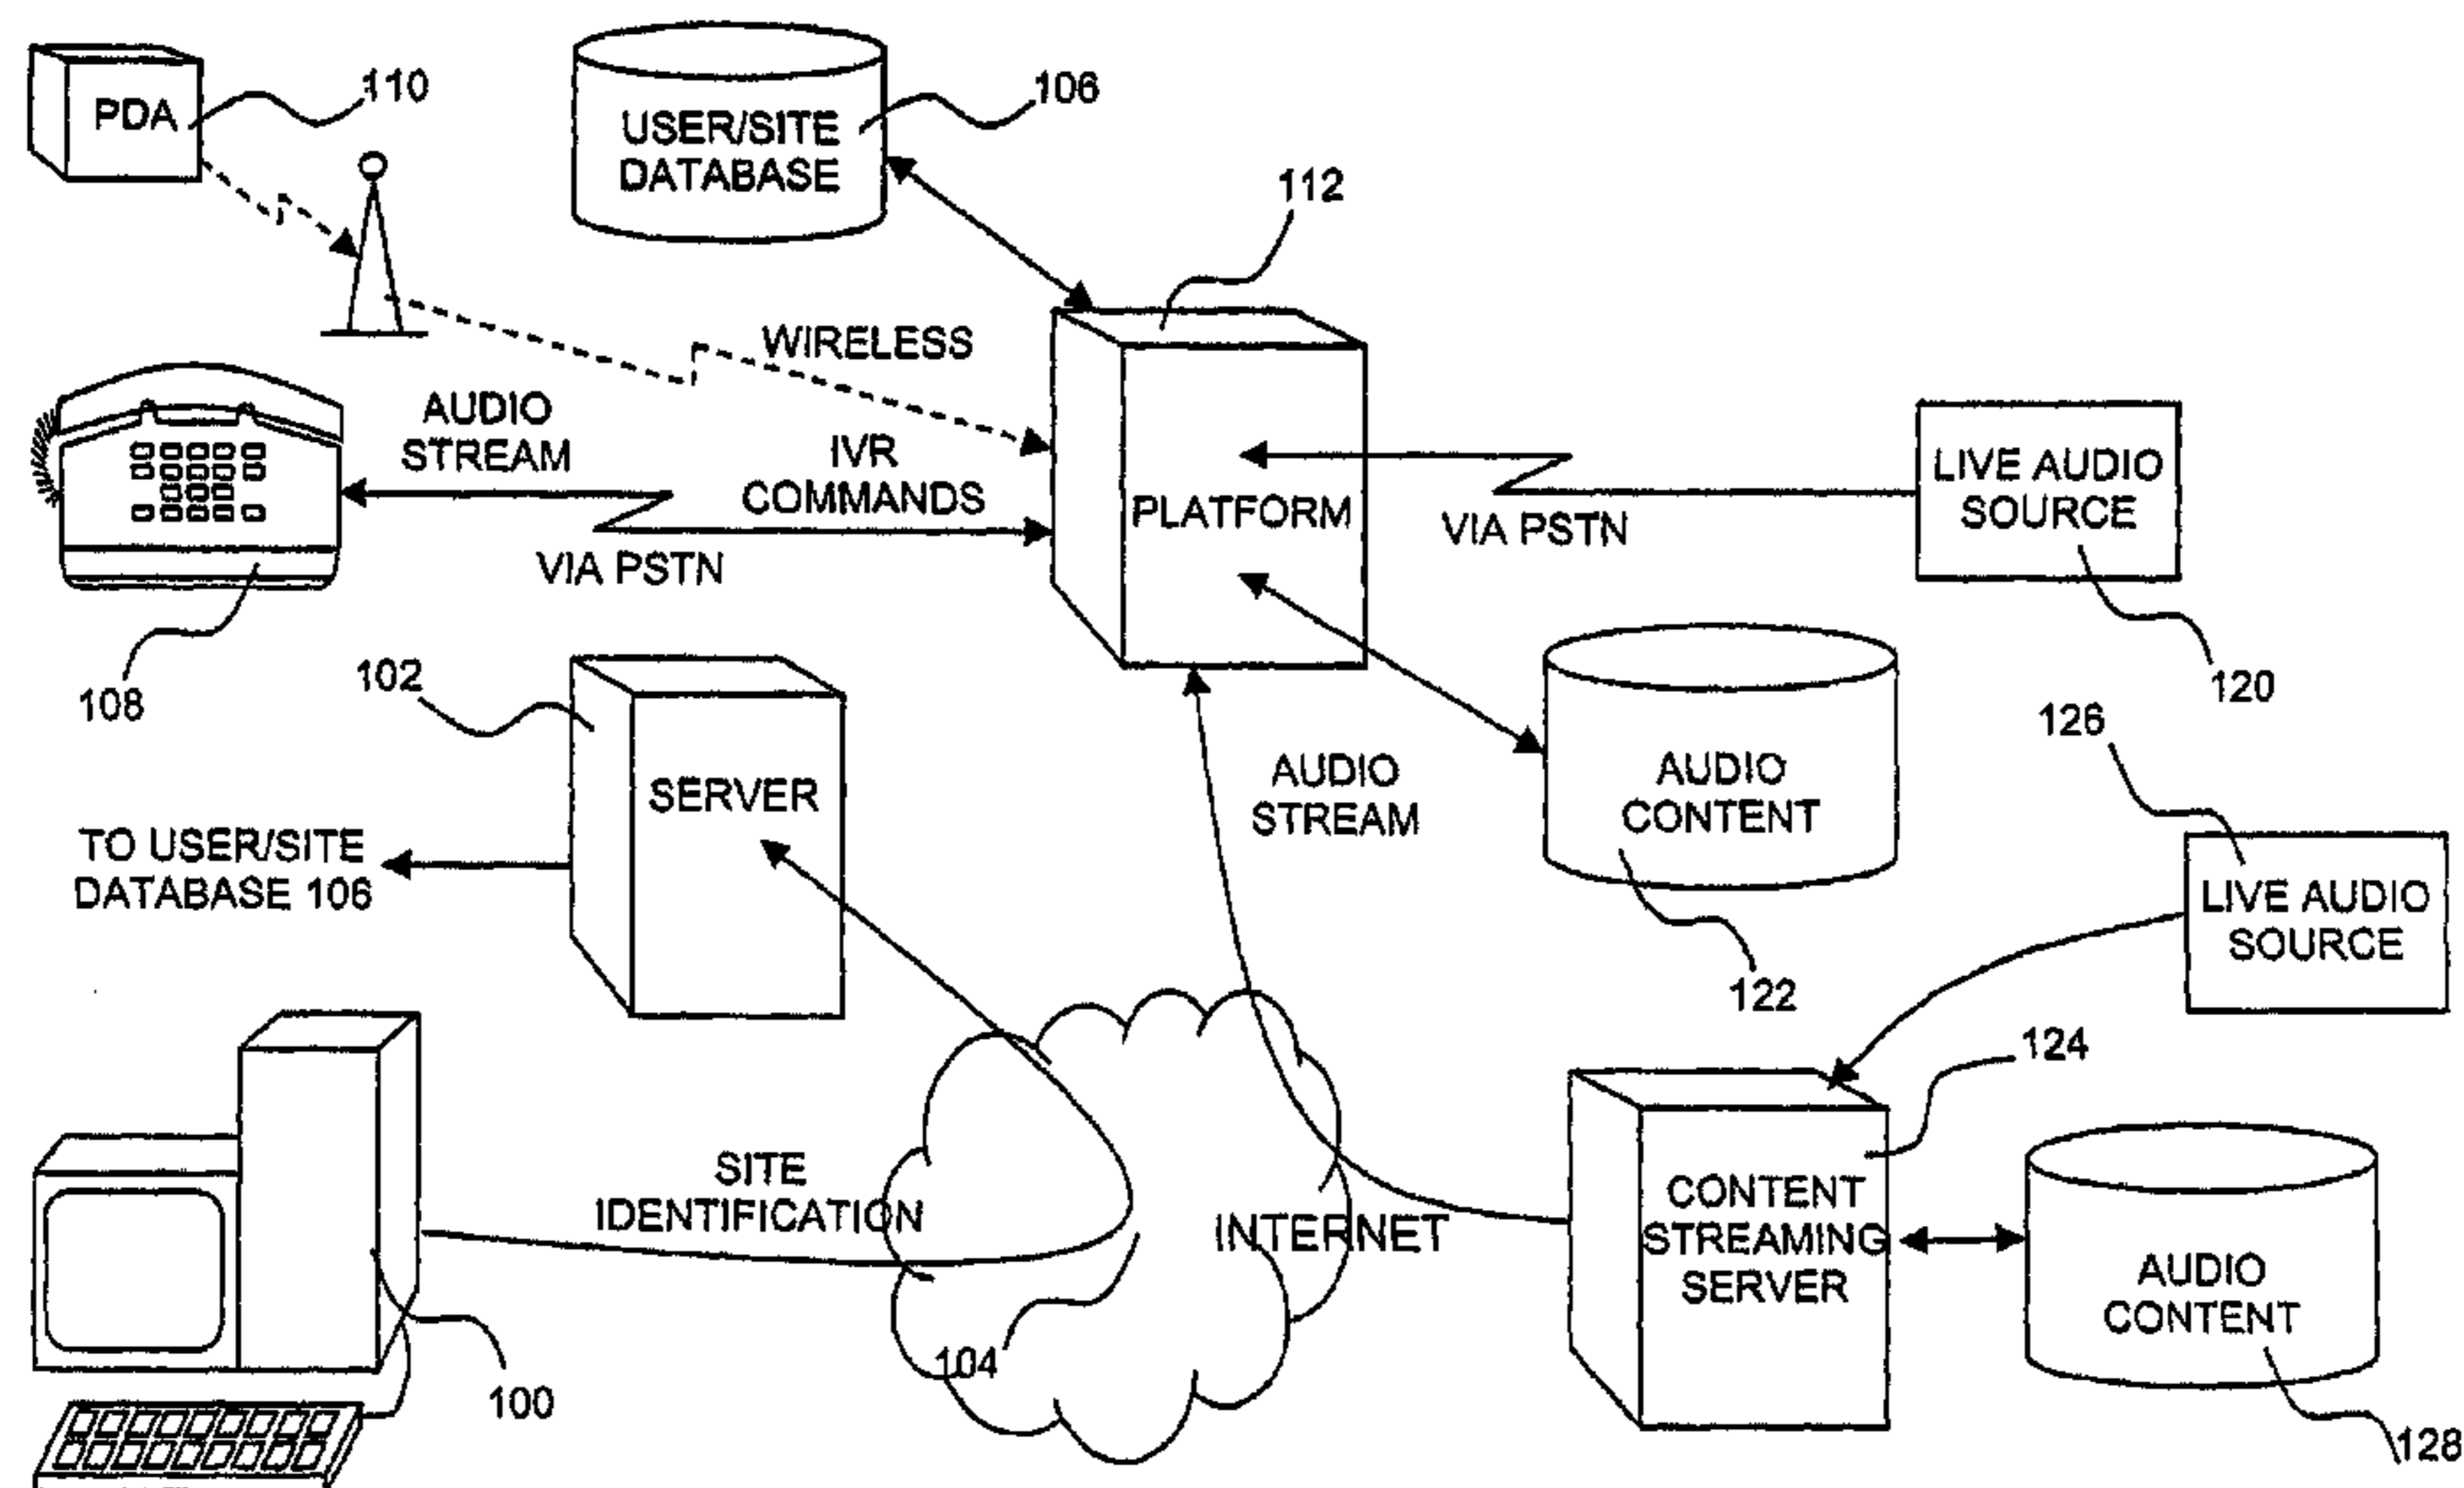 PDA
110
USER/SITE
DATABASE
106
112
WIRELESS
AUDIO
STREAM
IVR
COMMANDS
VIA PSTN
108
PLATFORM
VIA PSTN
LIVE AUDIO
SOURCE
120
102
SERVER
TO USER/SITE
DATABASE 106
AUDIO
STREAM
AUDIO
CONTENT
122
126
LIVE AUDIO
SOURCE
124
SITE
IDENTIFICATION
INTERNET
104
100
CONTENT
STREAMING
SERVER
AUDIO
CONTENT
128